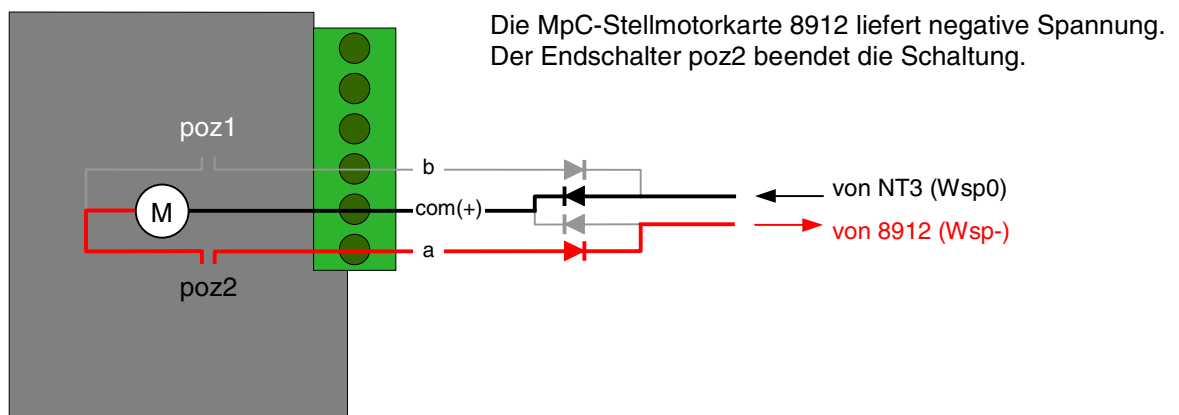 Die MpC-Stellmotorkarte 8912 liefert negative Spannung.
Der Endschalter poz2 beendet die Schaltung.
poz1
b
von NT3 (Wsp0)
M
com(+)
von 8912 (Wsp-)
a
poz2